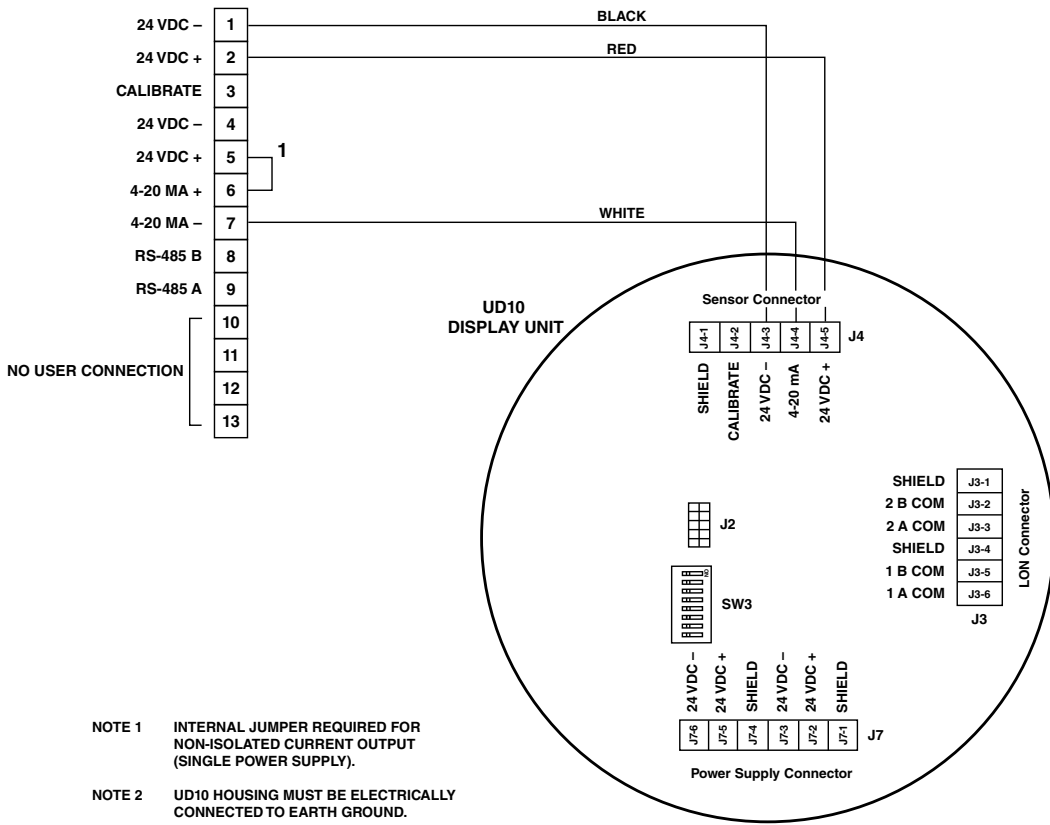 24 VDC –
1
BLACK
24 VDC +
2
RED
CALIBRATE
3
24 VDC –
4
24 VDC +
5
1
4-20 MA +
6
4-20 MA –
7
WHITE
RS-485 B
8
RS-485 A
9
10
11
12
13
NO USER CONNECTION
UD10
DISPLAY UNIT
Sensor Connector
J4-1
J4-2
J4-3
J4-4
J4-5
J4
SHIELD
CALIBRATE
24 VDC –
4-20 mA
24 VDC +
SHIELD
J3-1
2 B COM
J3-2
2 A COM
J3-3
SHIELD
J3-4
1 B COM
J3-5
1 A COM
J3-6
LON Connector
J3
J2
NO
SW3
24 VDC –
24 VDC +
SHIELD
24 VDC –
24 VDC +
SHIELD
J7-6
J7-5
J7-4
J7-3
J7-2
J7-1
J7
Power Supply Connector
NOTE 1 INTERNAL JUMPER REQUIRED FOR
NON-ISOLATED CURRENT OUTPUT
(SINGLE POWER SUPPLY).
NOTE 2 UD10 HOUSING MUST BE ELECTRICALLY
CONNECTED TO EARTH GROUND.